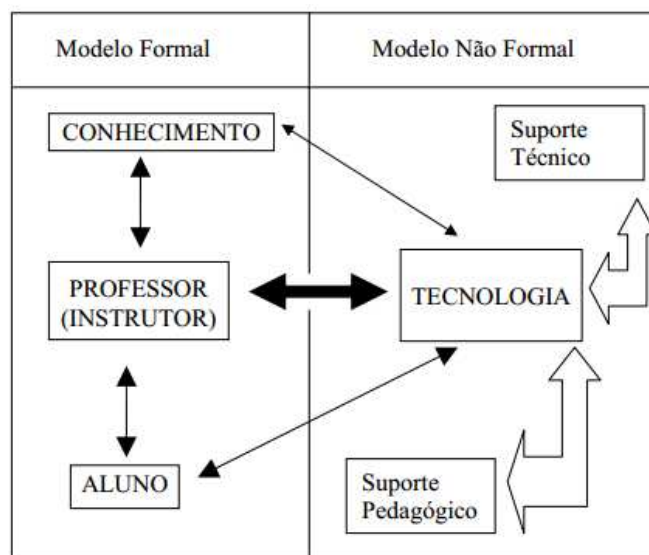 Modelo Formal
Modelo Não Formal
CONHECIMENTO
Suporte
Técnico
PROFESSOR
(INSTRUTOR)
TECNOLOGIA
ALUNO
Suporte
Pedagógico